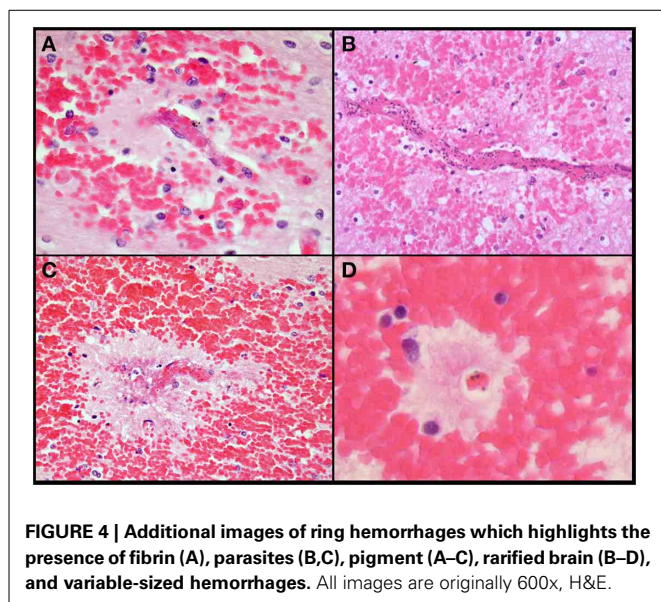 A
B
C
D
FIGURE 4 | Additional images of ring hemorrhages which highlights the
presence of fibrin (A), parasites (B,C), pigment (A–C), rarified brain (B–D),
and variable-sized hemorrhages. All images are originally 600x, H&E.